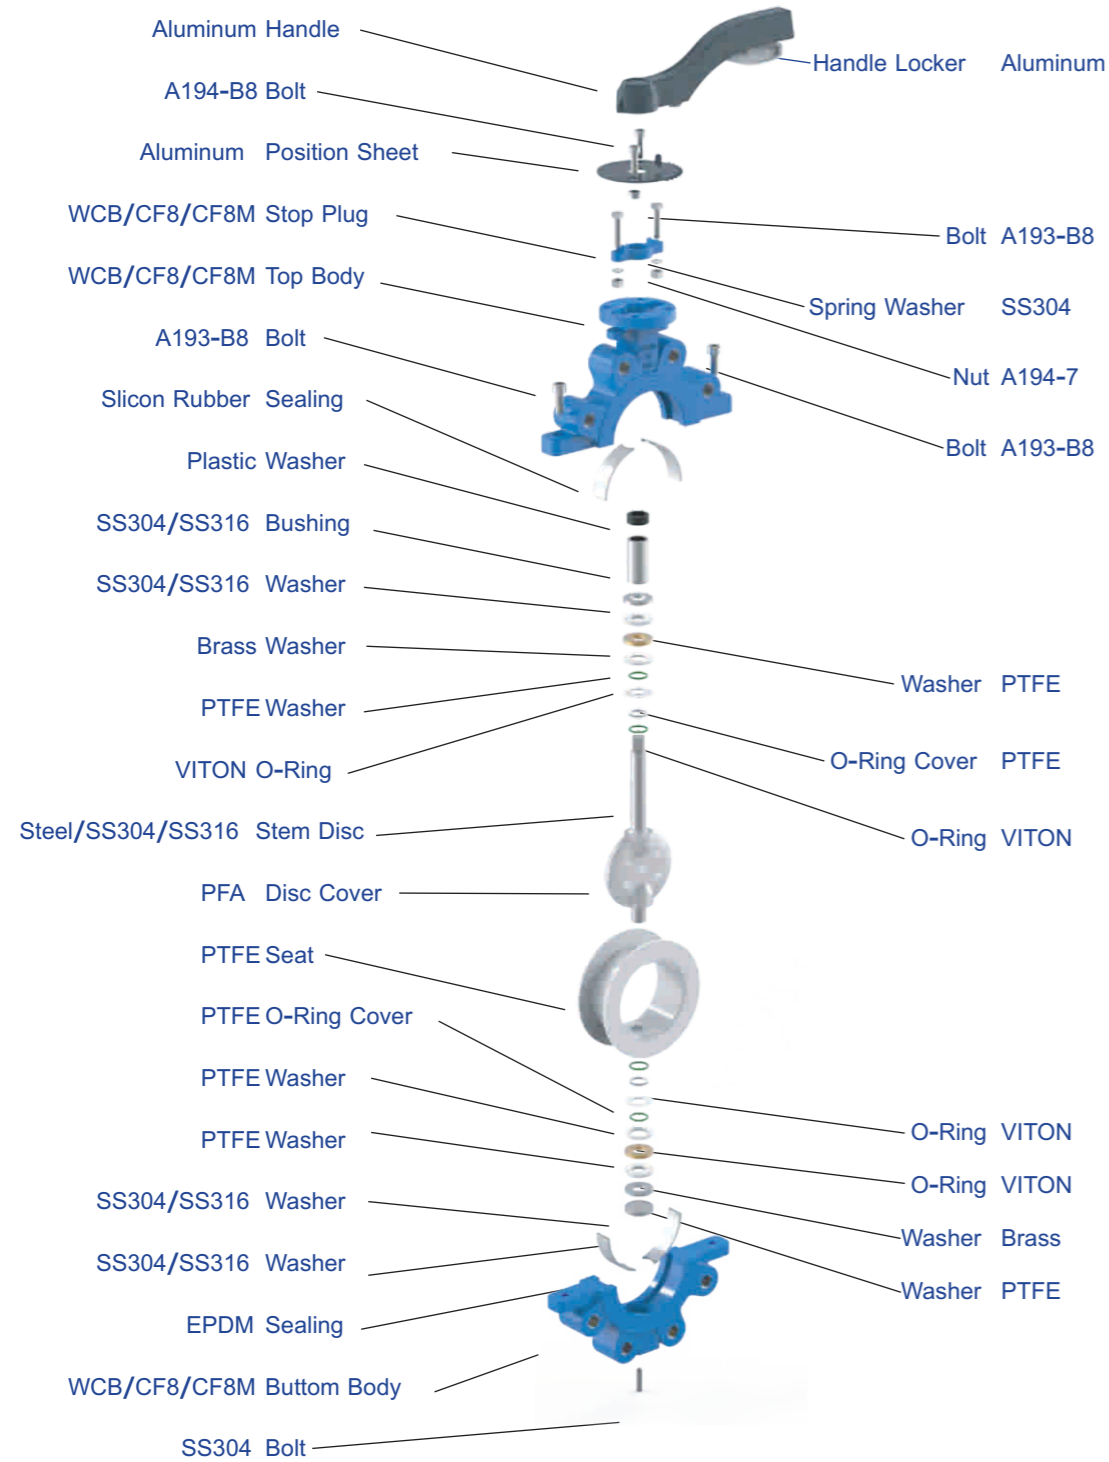 Aluminum Handle
Handle Locker Aluminum
A194-B8 Bolt
Aluminum Position Sheet
WCB/CF8/CF8M Stop Plug
Bolt A193-B8
WCB/CF8/CF8M Top Body
Spring Washer SS304
A193-B8 Bolt
Nut A194-7
Slicon Rubber Sealing
Bolt A193-B8
Plastic Washer
SS304/SS316 Bushing
SS304/SS316 Washer
Brass Washer
Washer PTFE
PTFE Washer
O-Ring Cover PTFE
VITON O-Ring
Steel/SS304/SS316 Stem Disc
O-Ring VITON
PFA Disc Cover
PTFE Seat
PTFE O-Ring Cover
PTFE Washer
O-Ring VITON
PTFE Washer
O-Ring VITON
SS304/SS316 Washer
Washer Brass
SS304/SS316 Washer
Washer PTFE
EPDM Sealing
WCB/CF8/CF8M Buttom Body
SS304 Bolt